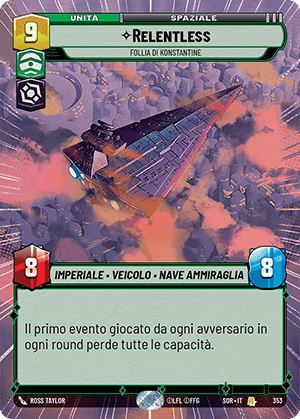 UNITÀ
SPAZIALE
9
RELENTLESS
FOLLIA DI KONSTANTINE
8
8
IMPERIALE • VEICOLO • NAVE AMMIRAGLIA
Il primo evento giocato da ogni avversario in
ogni round perde tutte le capacità.
ROSS TAYLOR
©LFL ©FFG
SOR • IT
353